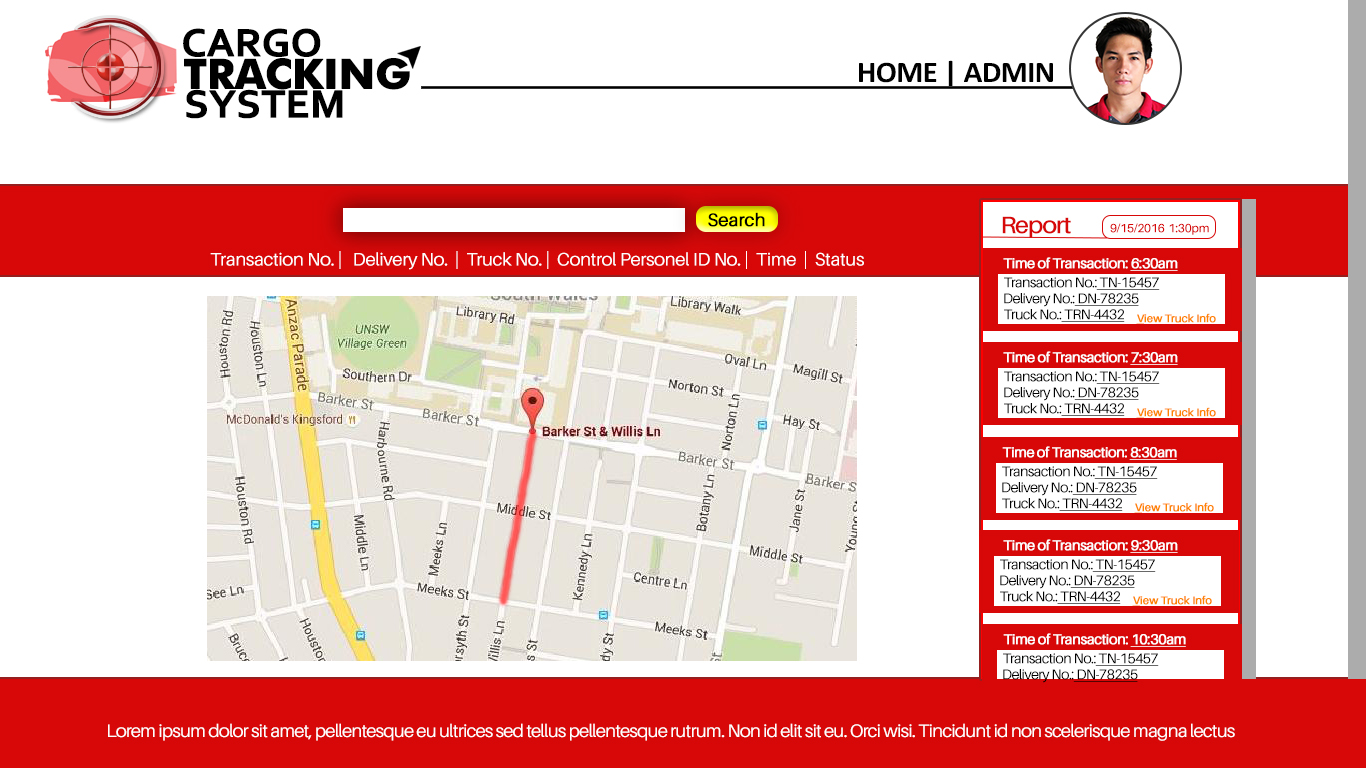 CARGO
TRACKING
SYSTEM
HOME | ADMIN
Search
Transaction No. | Delivery No. | Truck No. | Control Personel ID No. | Time | Status
South Wales
Library Rd
Library Walk
Anzac Parade
Houston Rd
Houston Ln
UNSW
Village Green
Oval Ln
Magill St
Southern Dr
Norton St
Norton Ln
Barker St
Barker St
McDonald's Kingsford
Hay St
Barker St & Willis Ln
Harbourne Rd
Barker St
Barker S
Houston Rd
Botany Ln
Jane St
Young
Middle St
Middle Ln
Meeks Ln
Kennedy Ln
Middle St
Centre Ln
See Ln
Meeks St
Meeks St
Bruc
Houston
rsyth St
Willis Ln
St
dy St
Report
9/15/2016 1:30pm
Time of Transaction: 6:30am
Transaction No.: TN-15457
Delivery No.: DN-78235
Truck No.: TRN-4432 View Truck Info
Time of Transaction: 7:30am
Transaction No.: TN-15457
Delivery No.: DN-78235
Truck No.: TRN-4432 View Truck Info
Time of Transaction: 8:30am
Transaction No.: TN-15457
Delivery No.: DN-78235
Truck No.: TRN-4432 View Truck Info
Time of Transaction: 9:30am
Transaction No.: TN-15457
Delivery No.: DN-78235
Truck No.: TRN-4432 View Truck Info
Time of Transaction: 10:30am
Transaction No.: TN-15457
Delivery No.: DN-78235
Lorem ipsum dolor sit amet, pellentesque eu ultrices sed tellus pellentesque rutrum. Non id elit sit eu. Orci wisi. Tincidunt id non scelerisque magna lectus